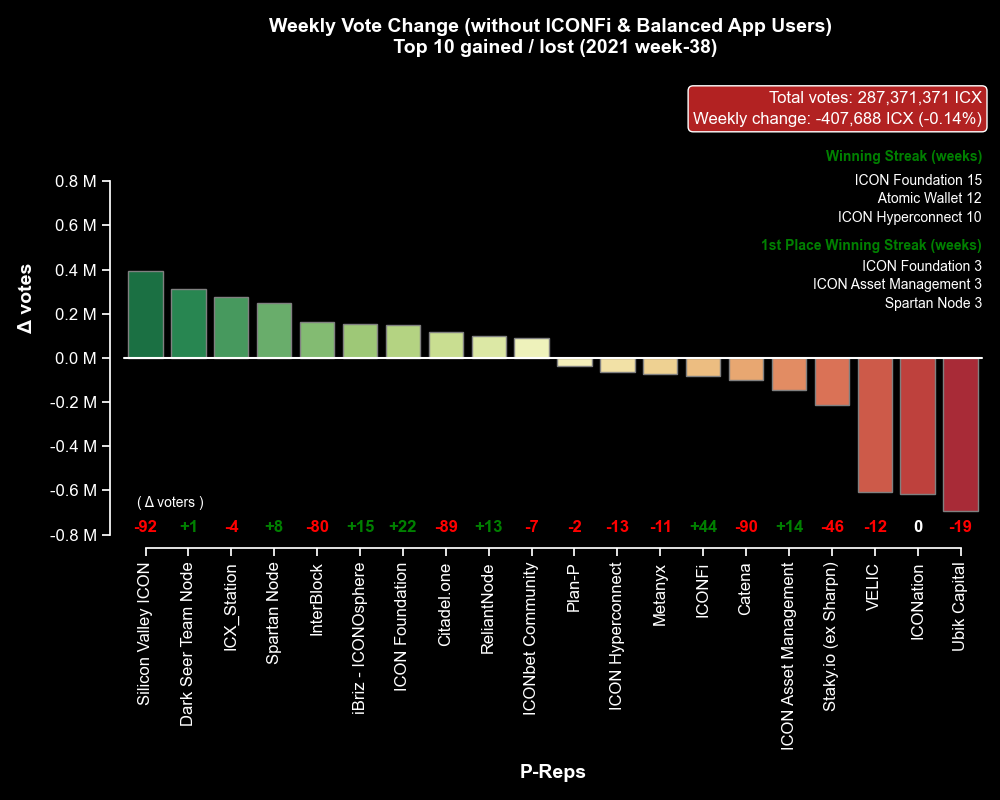 Weekly Vote Change (without ICONFi & Balanced App Users)
Top 10 gained / lost (2021 week-38)
Total votes: 287,371,371 ICX
Weekly change: -407,688 ICX (-0.14%)
Winning Streak (weeks)
ICON Foundation 15
Atomic Wallet 12
ICON Hyperconnect 10
1st Place Winning Streak (weeks)
ICON Foundation 3
ICON Asset Management 3
Spartan Node 3
Δ votes
0.8 M
0.6 M
0.4 M
0.2 M
0.0 M
-0.2 M
-0.4 M
-0.6 M
-0.8 M
( Δ voters )
-92 +1 -4 +8 -80 +15 +22 -89 +13 -7 -2 -13 -11 +44 -90 +14 -46 -12 0 -19
Silicon Valley ICON
Dark Seer Team Node
ICX_Station
Spartan Node
InterBlock
iBriz - ICONOsphere
ICON Foundation
Citadel.one
ReliantNode
ICONbet Community
Plan-P
ICON Hyperconnect
Metanyx
ICONFi
Catena
ICON Asset Management
Staky.io (ex Sharpn)
VELIC
ICONation
Ubik Capital
P-Reps